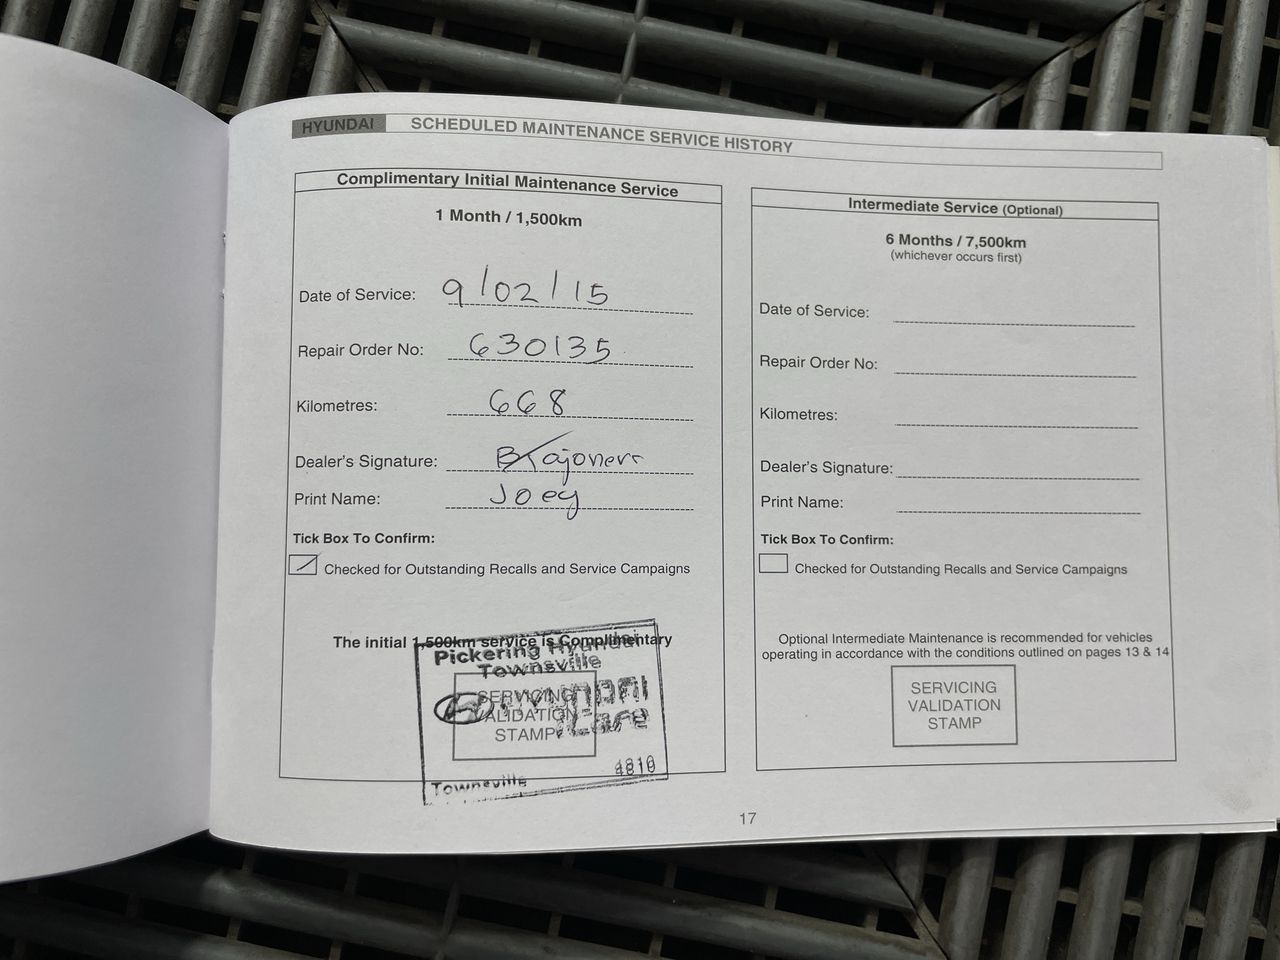 HYUNDAI SCHEDULED MAINTENANCE SERVICE HISTORY
Complimentary Initial Maintenance Service
1 Month / 1,500km
Date of Service: 9/02/15
Repair Order No: 630135
Kilometres: 668
Dealer's Signature:
Print Name: Joey
Tick Box To Confirm:
Checked for Outstanding Recalls and Service Campaigns
The initial 1,500km service is Complimentary
Pickering Hyundai
Townsville
Hyundai
iCare
SERVICING
VALIDATION
STAMP
Townsville 4810
Intermediate Service (Optional)
6 Months / 7,500km
(whichever occurs first)
Date of Service:
Repair Order No:
Kilometres:
Dealer's Signature:
Print Name:
Tick Box To Confirm:
Checked for Outstanding Recalls and Service Campaigns
Optional Intermediate Maintenance is recommended for vehicles
operating in accordance with the conditions outlined on pages 13 & 14
SERVICING
VALIDATION
STAMP
17